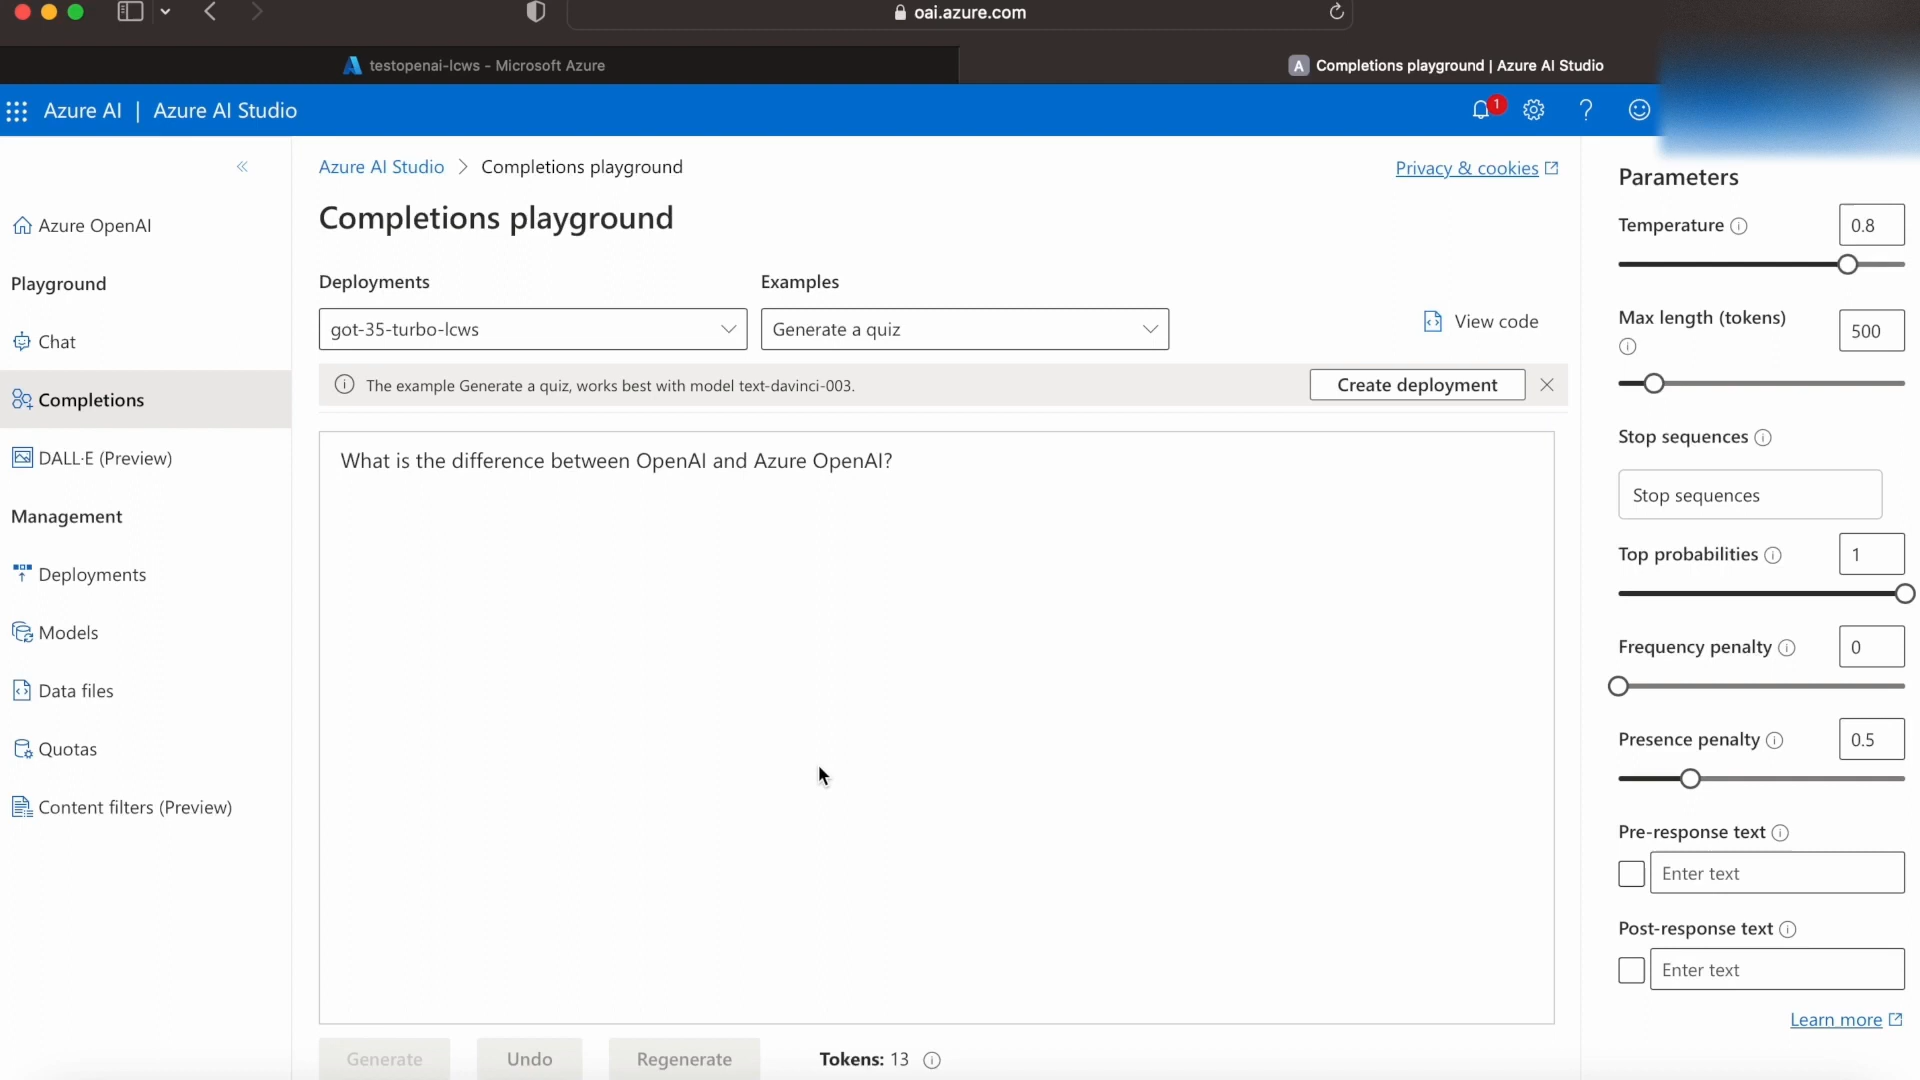 oai.azure.com
testopenai-lcws - Microsoft Azure
A Completions playground | Azure AI Studio
Azure AI | Azure AI Studio
1
Azure OpenAI
Playground
Chat
Completions
DALL·E (Preview)
Management
Deployments
Models
Data files
Quotas
Content filters (Preview)
Azure AI Studio > Completions playground
Privacy & cookies
Completions playground
Deployments
Examples
got-35-turbo-lcws
Generate a quiz
View code
The example Generate a quiz, works best with model text-davinci-003.
Create deployment
What is the difference between OpenAI and Azure OpenAI?
Generate
Undo
Regenerate
Tokens: 13
Parameters
Temperature
0.8
Max length (tokens)
500
Stop sequences
Stop sequences
Top probabilities
1
Frequency penalty
0
Presence penalty
0.5
Pre-response text
Enter text
Post-response text
Enter text
Learn more